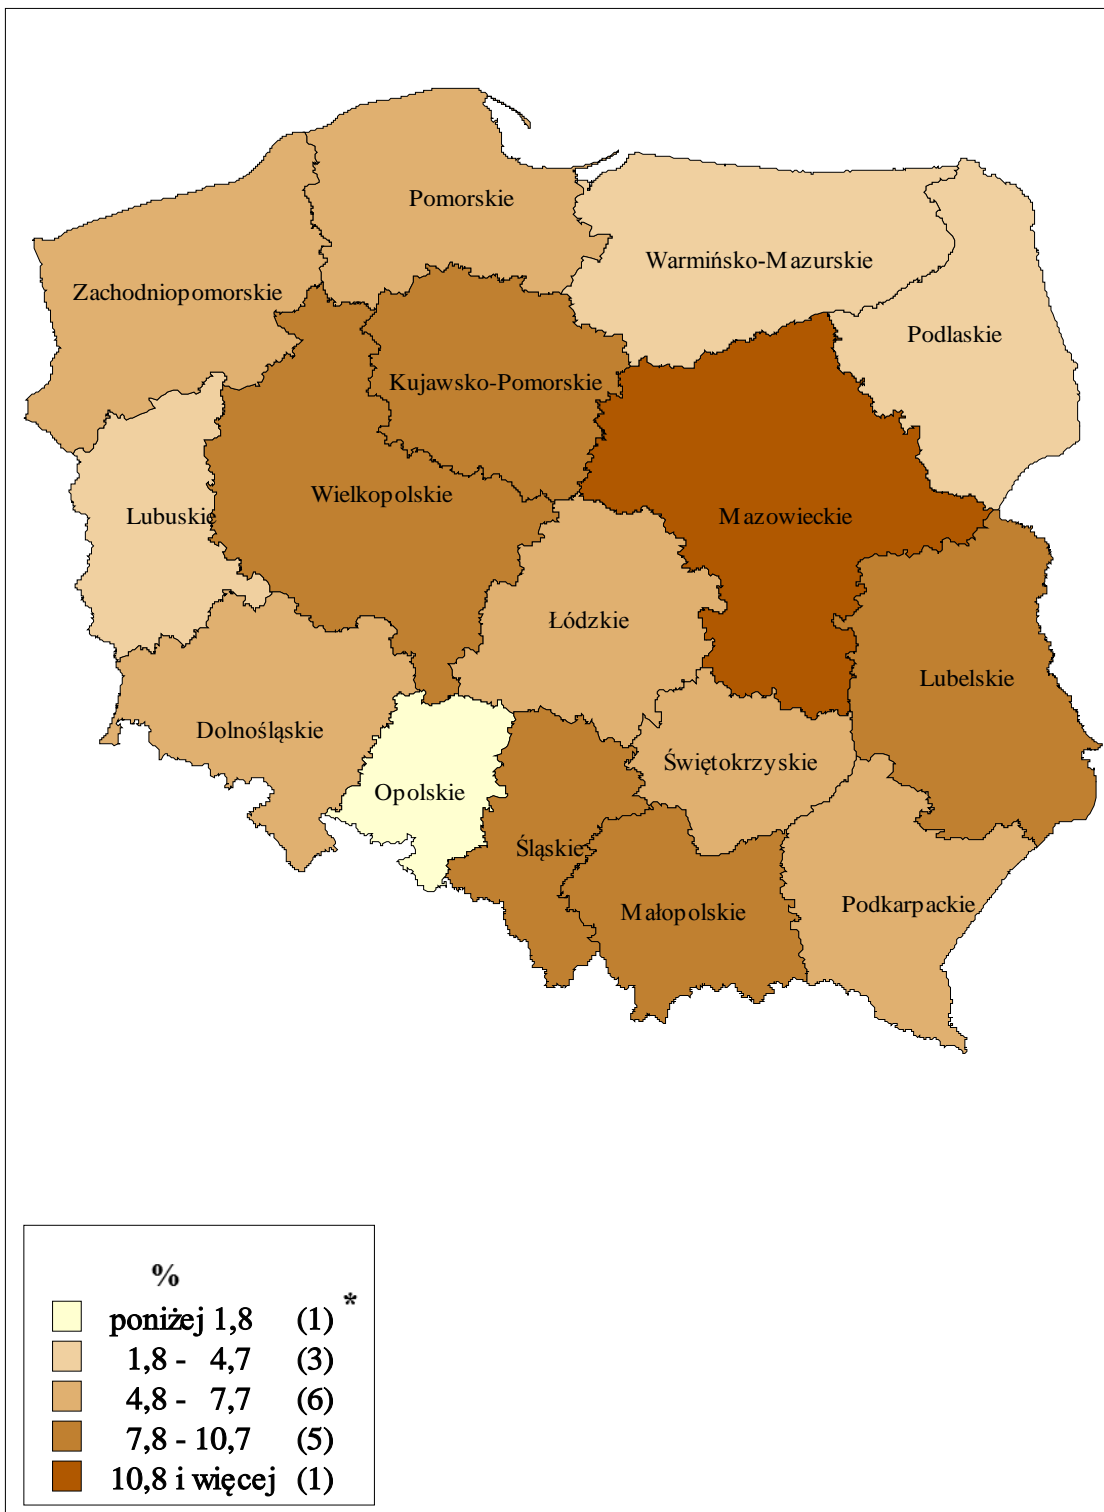 Pomorskie
Warmińsko-Mazurskie
Zachodniopomorskie
Podlaskie
Kujawsko-Pomorskie
Wielkopolskie
Lubuskie
Mazowieckie
Łódzkie
Lubelskie
Dolnośląskie
Świętokrzyskie
Opolskie
Śląskie
Podkarpackie
Małopolskie
%
poniżej 1,8 (1) *
1,8 - 4,7 (3)
4,8 - 7,7 (6)
7,8 - 10,7 (5)
10,8 i więcej (1)